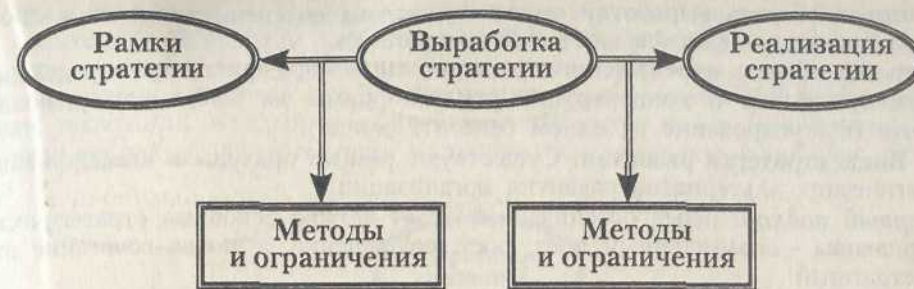 Рамки
стратегии
Выработка
стратегии
Реализация
стратегии
Методы
и ограничения
Методы
и ограничения